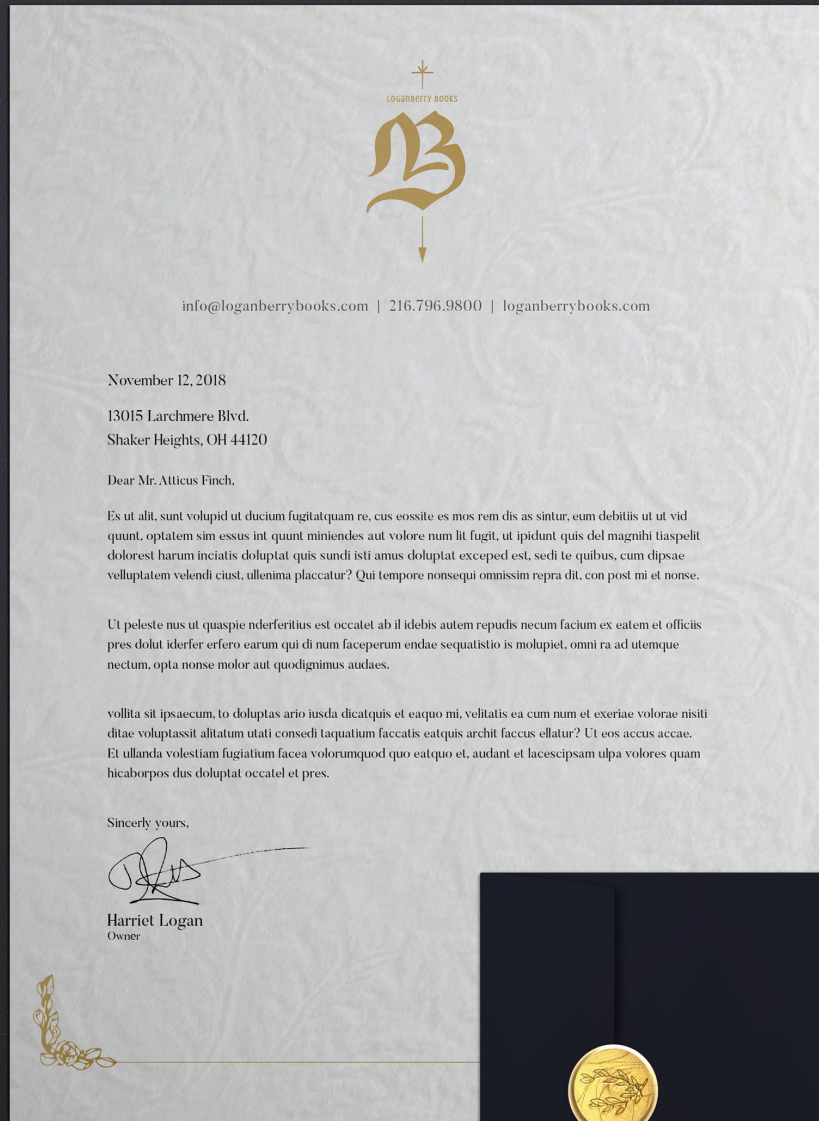 Loganberry Books
B
info@loganberrybooks.com | 216.796.9800 | loganberrybooks.com
November 12, 2018
13015 Larchmere Blvd.
Shaker Heights, OH 44120
Dear Mr. Atticus Finch,
Es ut alit, sunt volupid ut ducium fugitatquam re, cus eossite es mos rem dis as sintur, eum debitiis ut ut vid
quunt, optatem sim essus int quunt miniendes aut volore num lit fugit, ut ipidunt quis del magnihi tiaspelit
dolorest harum inciatis doluptat quis sundi isti amus doluptat exceped est, sedi te quibus, cum dipsae
velluptatem velendi ciust, ullenima placcatur? Qui tempore nonsequi omnissim repra dit, con post mi et nonse.
Ut peleste nus ut quaspie nderferitius est occatet ab il idebis autem repudis necum facium ex eatem et officiis
pres dolut iderfer erfero earum qui di num faceperum endae sequatistio is molupiet, omni ra ad utemque
nectum, opta nonse molor aut quodignimus audaes.
vollita sit ipsaecum, to doluptas ario iusda dicatquis et eaquo mi, velitatis ea cum num et exeriae volorae nisiti
ditae voluptassit alitatum utati consedi taquatium faccatis eatquis archit faccus ellatur? Ut eos accus accae.
Et ullanda volestiam fugiatium facea volorumquod quo eatquo et, audant et lacescipsam ulpa volores quam
hicaborpos dus doluptat occatel et pres.
Sincerly yours,
Harriet Logan
Owner